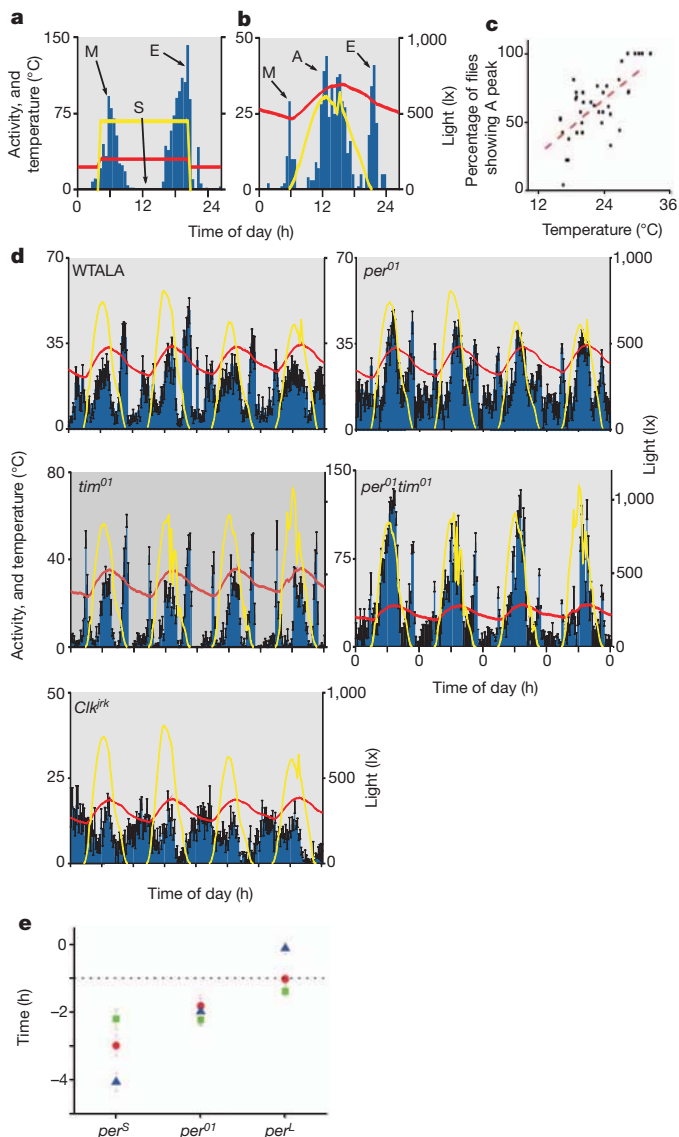 a
b
c
150
75
0
Activity, and
temperature (°C)
M
E
S
0
12
24
50
25
0
M
A
E
1,000
500
0
Light (lx)
0
12
24
Time of day (h)
Percentage of flies
showing A peak
100
50
0
12
24
36
Temperature (°C)
d
WTALA
70
35
0
per01
70
35
0
1,000
500
0
Light (lx)
Activity, and temperature (°C)
tim01
80
40
0
per01tim01
150
75
0
1,000
500
0
0
0
0
0
0
Time of day (h)
Clkjrk
50
25
0
1,000
500
0
Light (lx)
Time of day (h)
e
Time (h)
0
−2
−4
perS
per01
perL